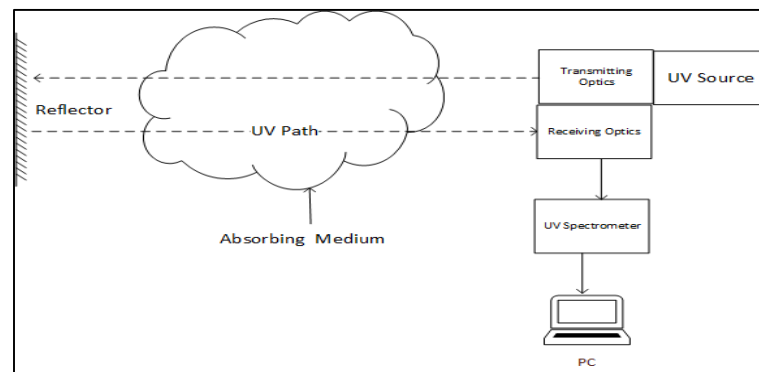 Transmitting
Optics
UV Source
Reflector
UV Path
Receiving Optics
Absorbing Medium
UV Spectrometer
PC